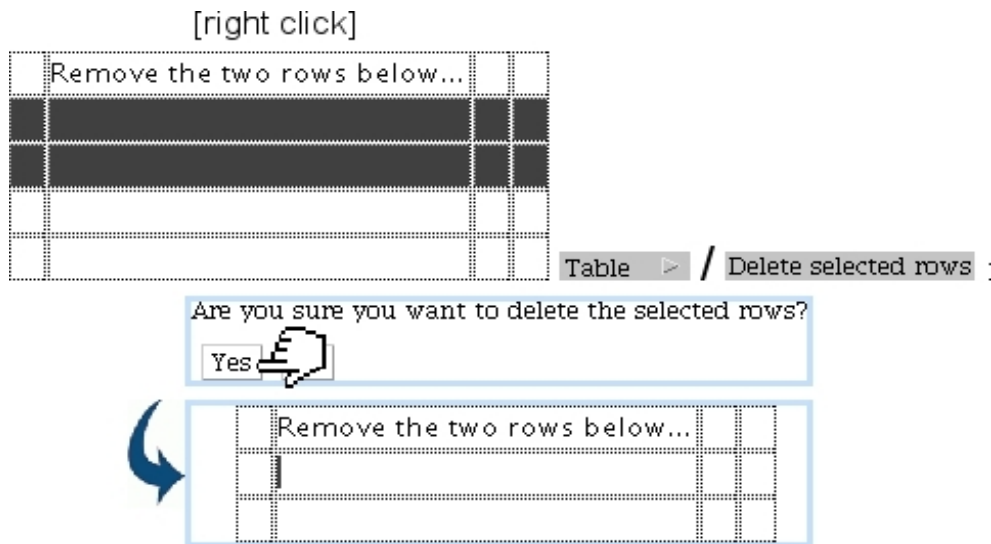 [right click]
Remove the two rows below...
Table / Delete selected rows
Are you sure you want to delete the selected rows?
Yes
Remove the two rows below...